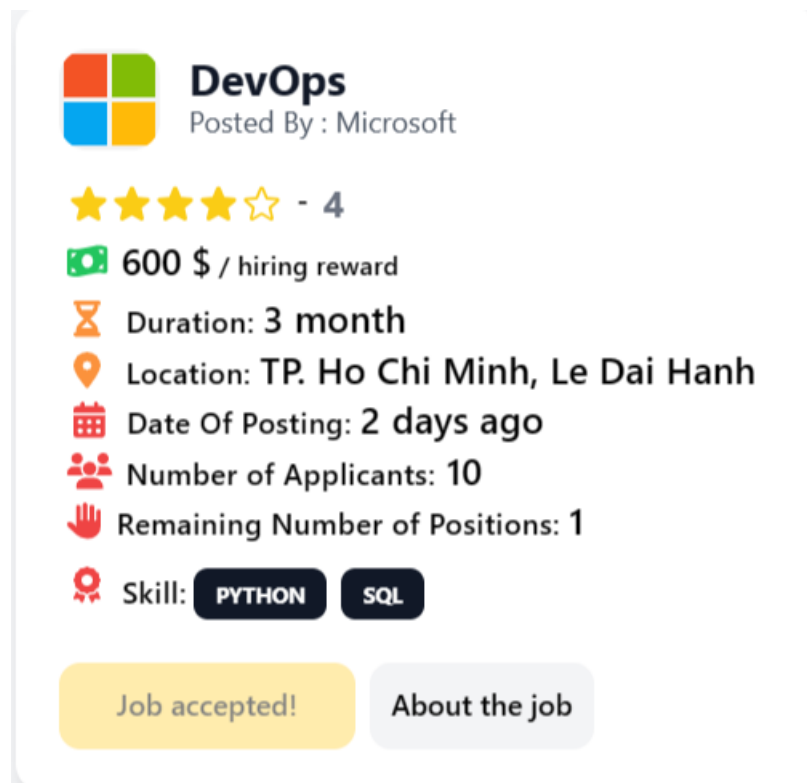 DevOps
Posted By : Microsoft
- 4
600 $ / hiring reward
Duration: 3 month
Location: TP. Ho Chi Minh, Le Dai Hanh
Date Of Posting: 2 days ago
Number of Applicants: 10
Remaining Number of Positions: 1
Skill: PYTHON SQL
Job accepted! About the job